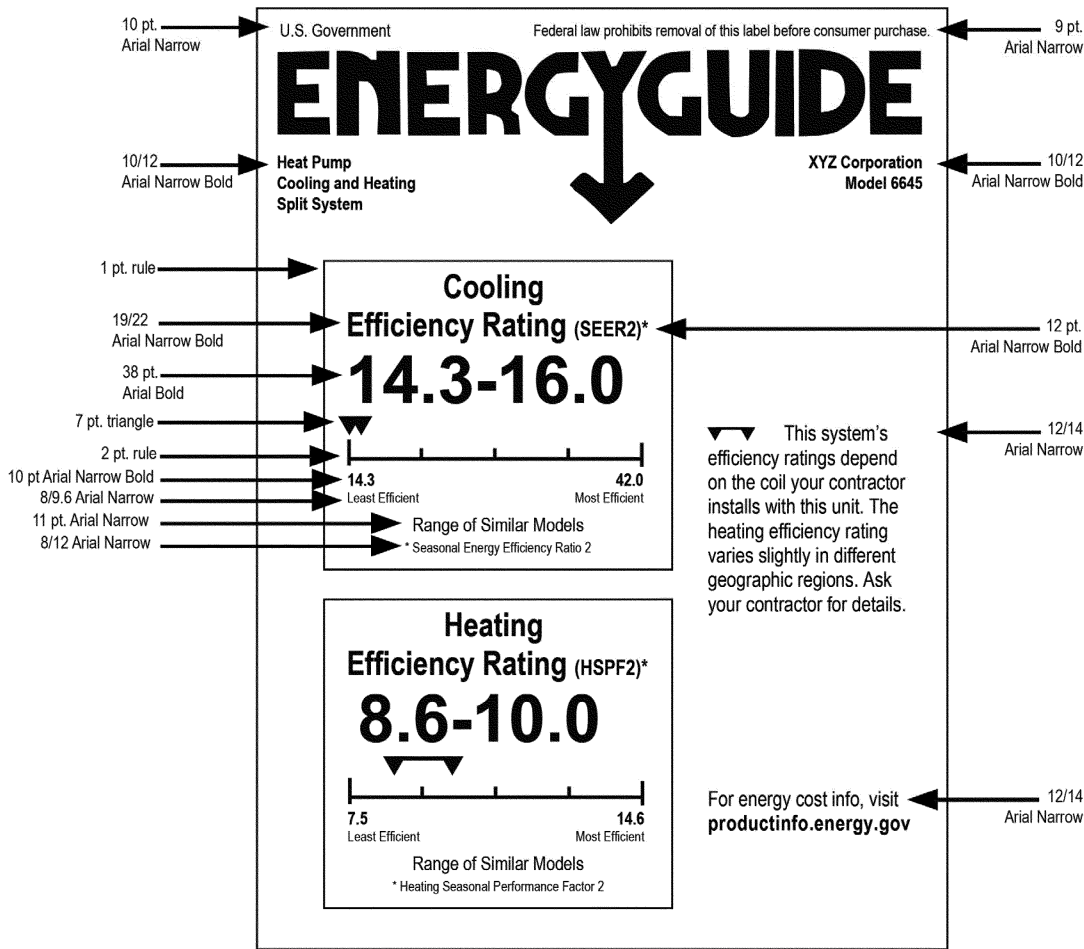 10 pt.
Arial Narrow
U.S. Government
Federal law prohibits removal of this label before consumer purchase.
9 pt.
Arial Narrow
ENERGYGUIDE
10/12
Arial Narrow Bold
Heat Pump
Cooling and Heating
Split System
XYZ Corporation
Model 6645
10/12
Arial Narrow Bold
1 pt. rule
Cooling
19/22
Arial Narrow Bold
Efficiency Rating (SEER2)*
12 pt.
Arial Narrow Bold
38 pt.
Arial Bold
14.3-16.0
7 pt. triangle
2 pt. rule
10 pt Arial Narrow Bold
14.3
42.0
8/9.6 Arial Narrow
Least Efficient
Most Efficient
11 pt. Arial Narrow
Range of Similar Models
8/12 Arial Narrow
* Seasonal Energy Efficiency Ratio 2
This system's
efficiency ratings depend
on the coil your contractor
installs with this unit. The
heating efficiency rating
varies slightly in different
geographic regions. Ask
your contractor for details.
12/14
Arial Narrow
Heating
Efficiency Rating (HSPF2)*
8.6-10.0
7.5
14.6
Least Efficient
Most Efficient
Range of Similar Models
* Heating Seasonal Performance Factor 2
For energy cost info, visit
productinfo.energy.gov
12/14
Arial Narrow